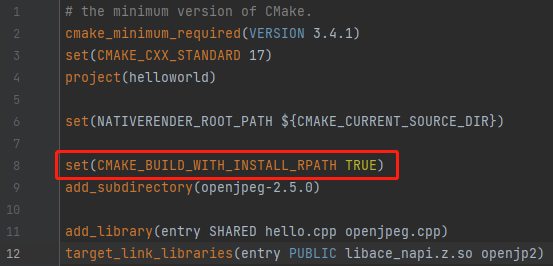 1 # the minimum version of CMake.
2 cmake_minimum_required(VERSION 3.4.1)
3 set(CMAKE_CXX_STANDARD 17)
4 project(helloworld)
5
6 set(NATIVERENDER_ROOT_PATH ${CMAKE_CURRENT_SOURCE_DIR})
7
8 set(CMAKE_BUILD_WITH_INSTALL_RPATH TRUE)
9 add_subdirectory(openjpeg-2.5.0)
10
11 add_library(entry SHARED hello.cpp openjpeg.cpp)
12 target_link_libraries(entry PUBLIC libace_napi.z.so openjp2)